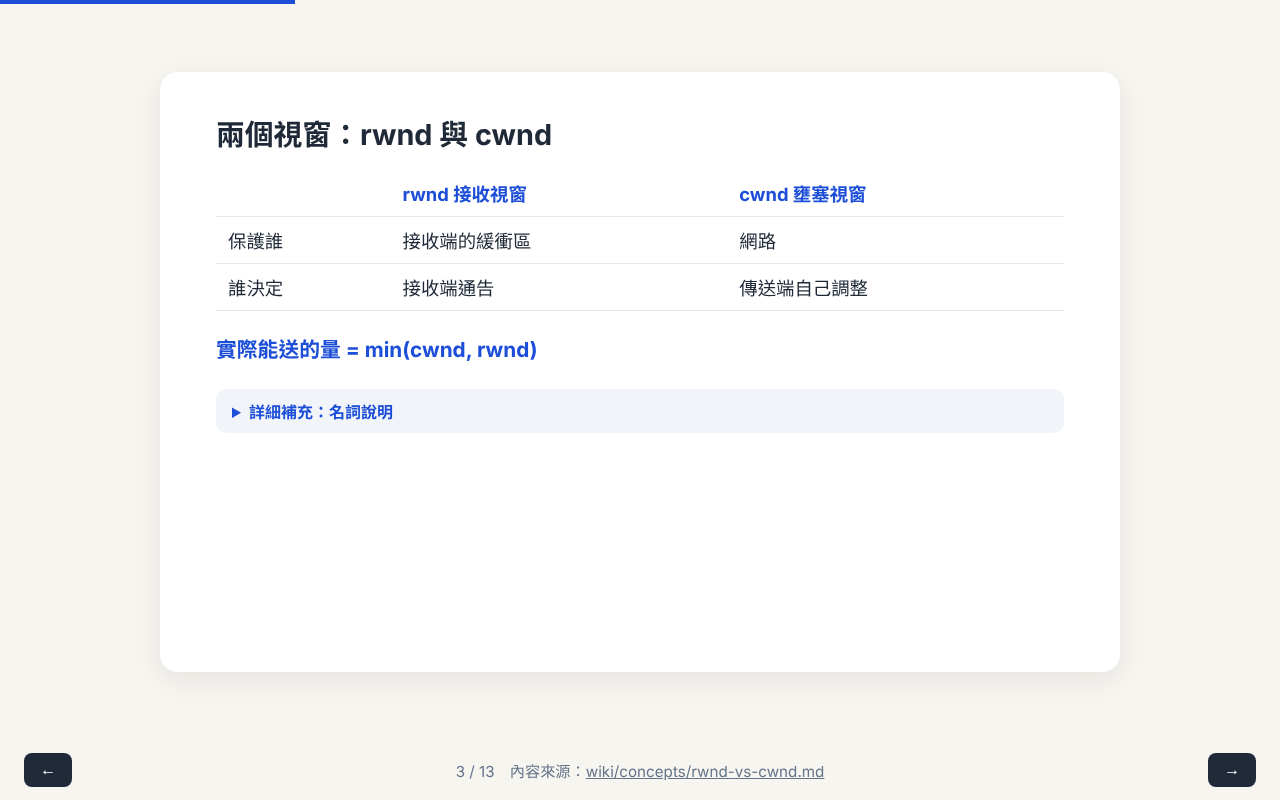 兩個視窗：rwnd 與 cwnd
rwnd 接收視窗 cwnd 壅塞視窗
保護誰 接收端的緩衝區 網路
誰決定 接收端通告 傳送端自己調整
實際能送的量 = min(cwnd, rwnd)
▶ 詳細補充：名詞說明
← 3 / 13 內容來源：wiki/concepts/rwnd-vs-cwnd.md →